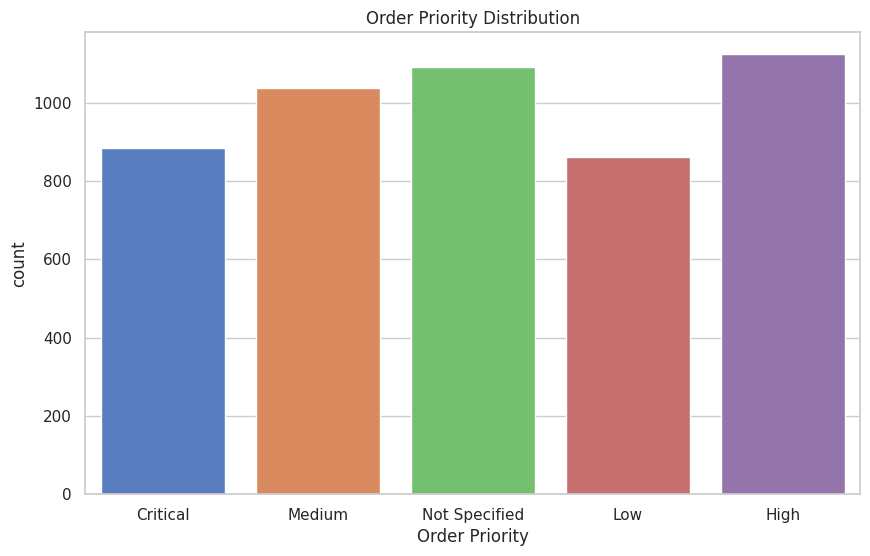 Order Priority Distribution
1000
800
600
400
200
0
count
Critical
Medium
Not Specified
Low
High
Order Priority